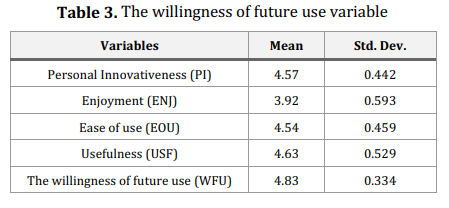 Table 3. The willingness of future use variable
Variables Mean Std. Dev.
Personal Innovativeness (PI) 4.57 0.442
Enjoyment (ENJ) 3.92 0.593
Ease of use (EOU) 4.54 0.459
Usefulness (USF) 4.63 0.529
The willingness of future use (WFU) 4.83 0.334